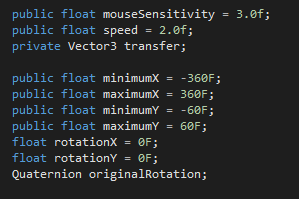 public float mouseSensitivity = 3.0f;
public float speed = 2.0f;
private Vector3 transfer;
public float minimumX = -360F;
public float maximumX = 360F;
public float minimumY = -60F;
public float maximumY = 60F;
float rotationX = 0F;
float rotationY = 0F;
Quaternion originalRotation;